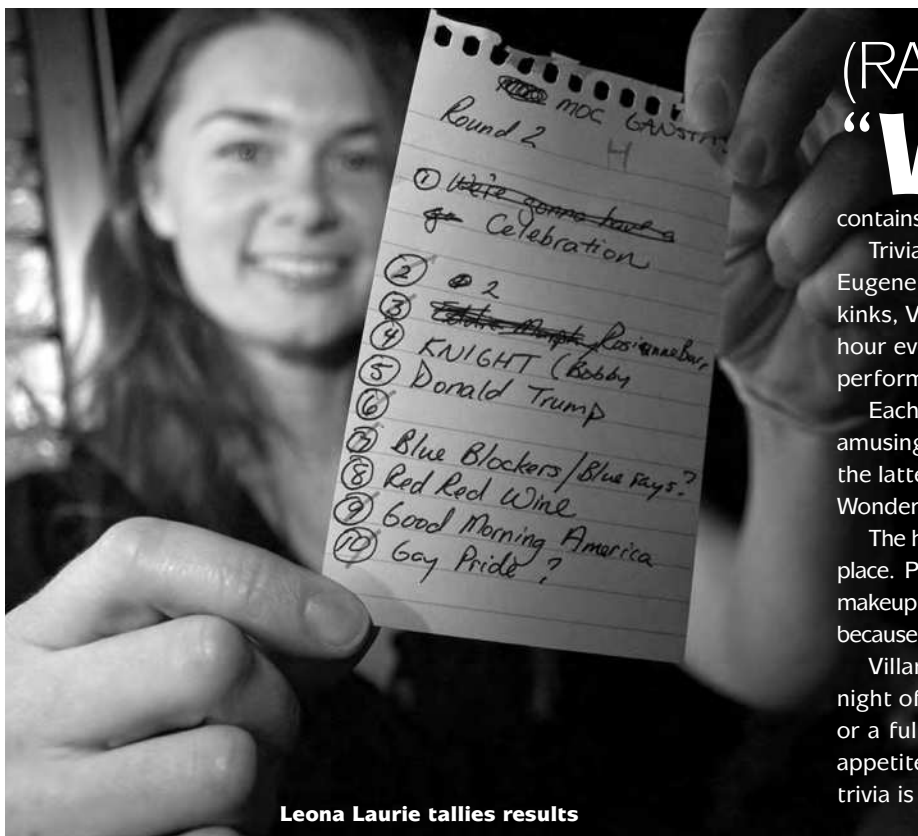 MOC GANSTAS
Round 2 H
① We're gonna have a
Celebration
② 2
③ Eddie Murph Roseanne Barr,
④ KNIGHT (Bobby
⑤ Donald Trump
⑥
⑦ Blue Blockers/Blue rays?
⑧ Red Red Wine
⑨ Good Morning America
⑩ Gay Pride ?
Leona Laurie tallies results
(RA
"W
contains
Trivia
Eugene
kinks, V
hour ev
perform
Each
amusing
the latte
Wonder
The h
place. P
makeup
because
Villar
night of
or a ful
appetite
trivia is